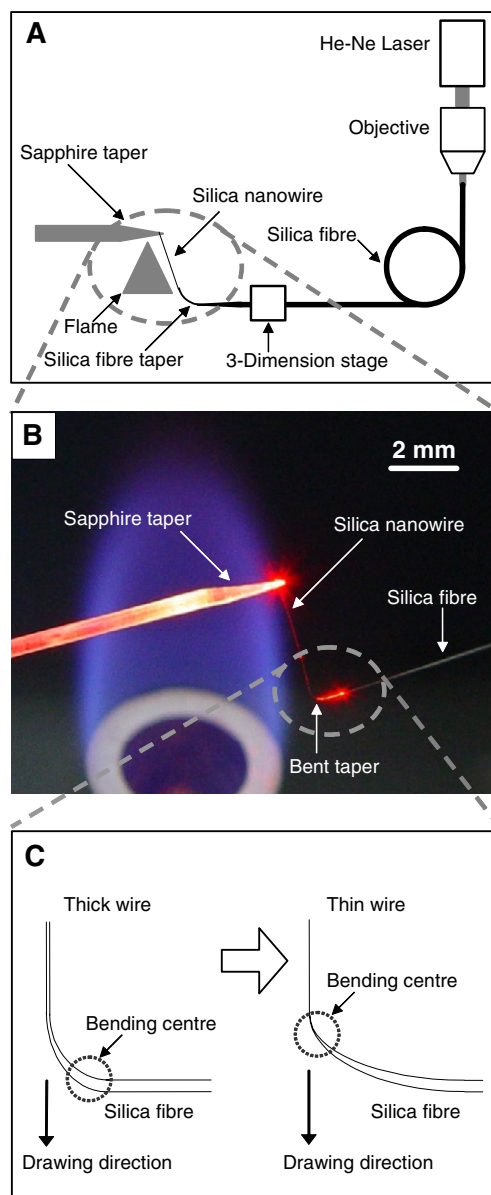 A
He-Ne Laser
Objective
Sapphire taper
Silica nanowire
Silica fibre
Flame
Silica fibre taper
3-Dimension stage
B
2 mm
Sapphire taper
Silica nanowire
Silica fibre
Bent taper
C
Thick wire
Thin wire
Bending centre
Bending centre
Silica fibre
Silica fibre
Drawing direction
Drawing direction